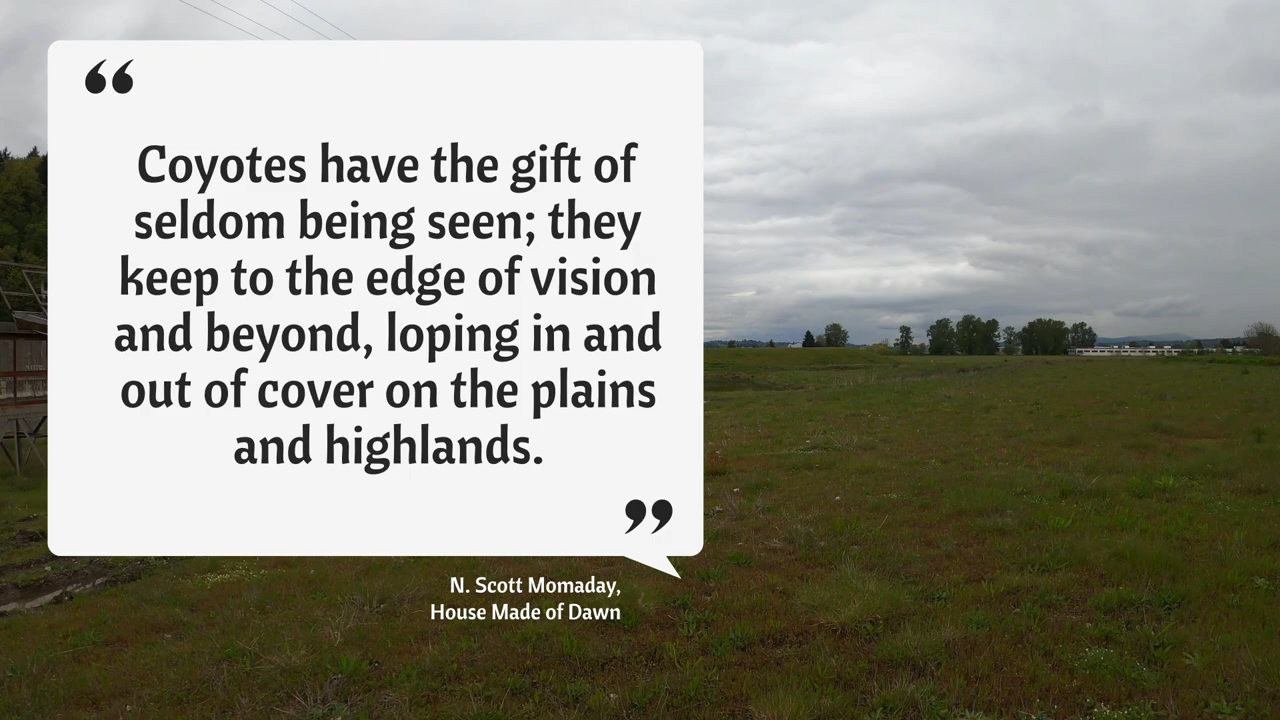 “
Coyotes have the gift of
seldom being seen; they
keep to the edge of vision
and beyond, loping in and
out of cover on the plains
and highlands.
”
N. Scott Momaday,
House Made of Dawn